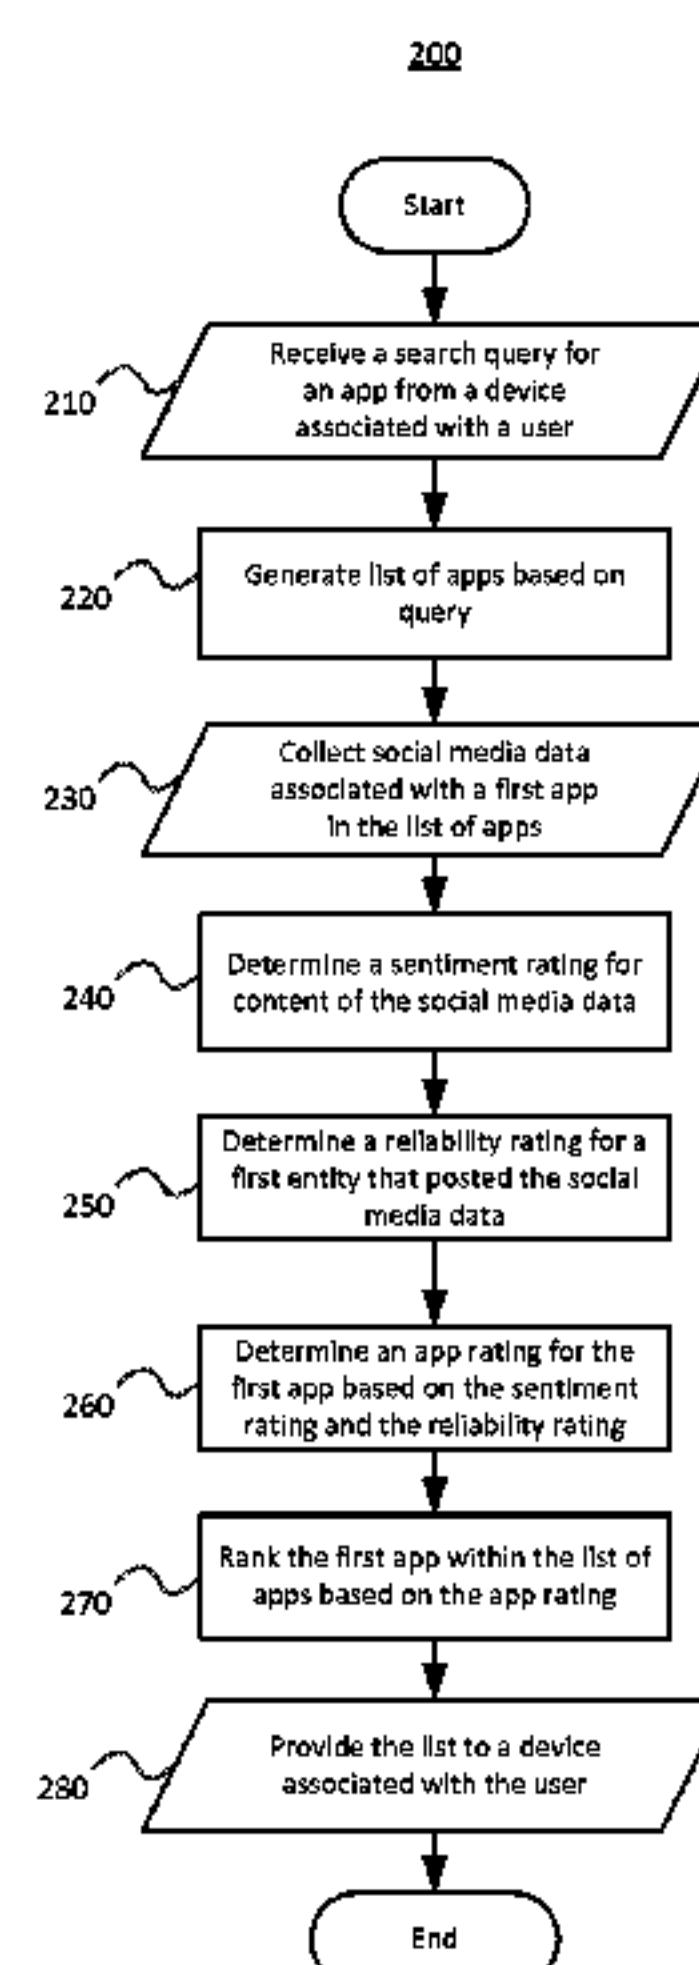 200
Start
210
Receive a search query for
an app from a device
associated with a user
220
Generate list of apps based on
query
230
Collect social media data
associated with a first app
in the list of apps
240
Determine a sentiment rating for
content of the social media data
250
Determine a reliability rating for a
first entity that posted the social
media data
260
Determine an app rating for the
first app based on the sentiment
rating and the reliability rating
270
Rank the first app within the list of
apps based on the app rating
280
Provide the list to a device
associated with the user
End